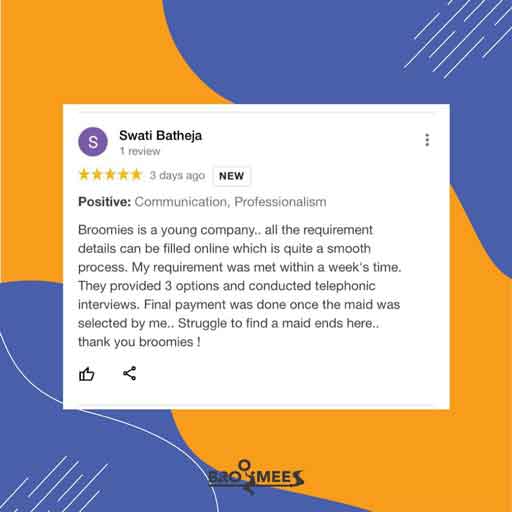 S
Swati Batheja
1 review
3 days ago NEW
Positive: Communication, Professionalism
Broomies is a young company.. all the requirement
details can be filled online which is quite a smooth
process. My requirement was met within a week's time.
They provided 3 options and conducted telephonic
interviews. Final payment was done once the maid was
selected by me.. Struggle to find a maid ends here..
thank you broomies !
BROOMEES